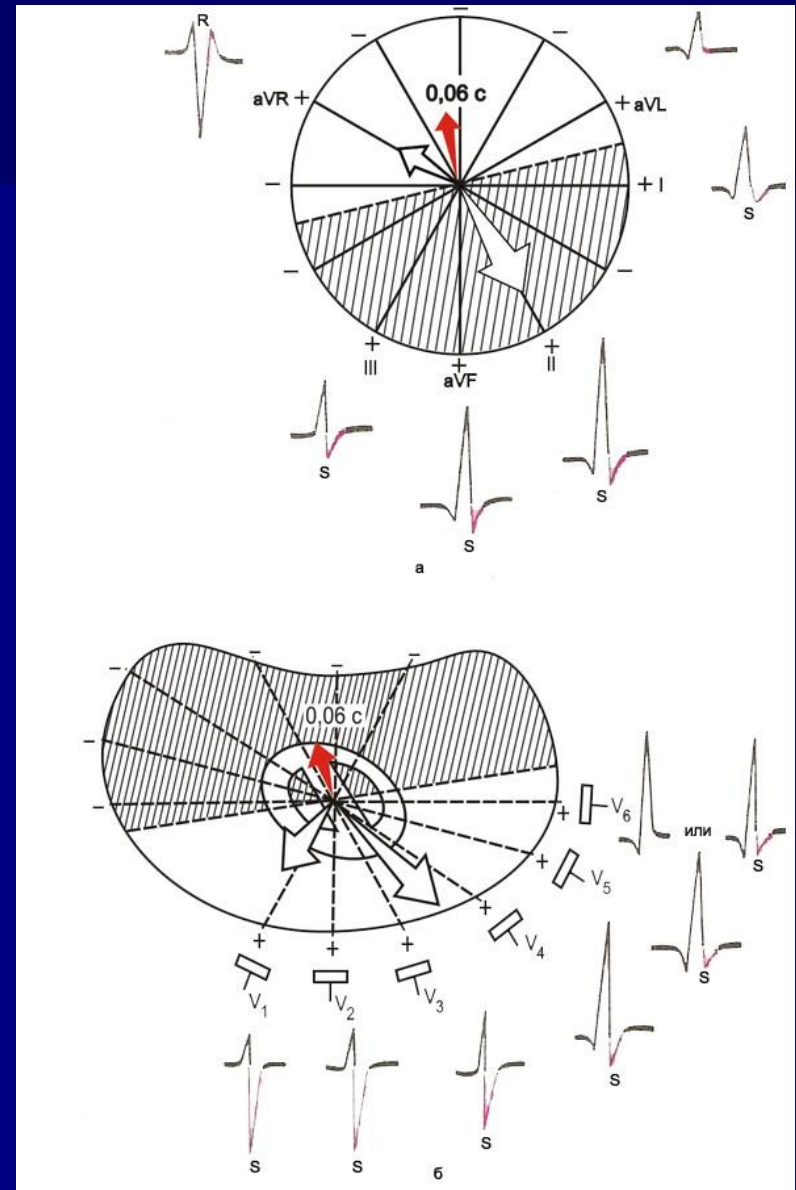 R
0,06 с
aVR +
+ aVL
+ I
S
+ III
+ aVF
+ II
S
S
S
а
0,06 с
+ V6
+ V5
+ V4
+ V1
+ V2
+ V3
или
S
S
S
S
S
S
б